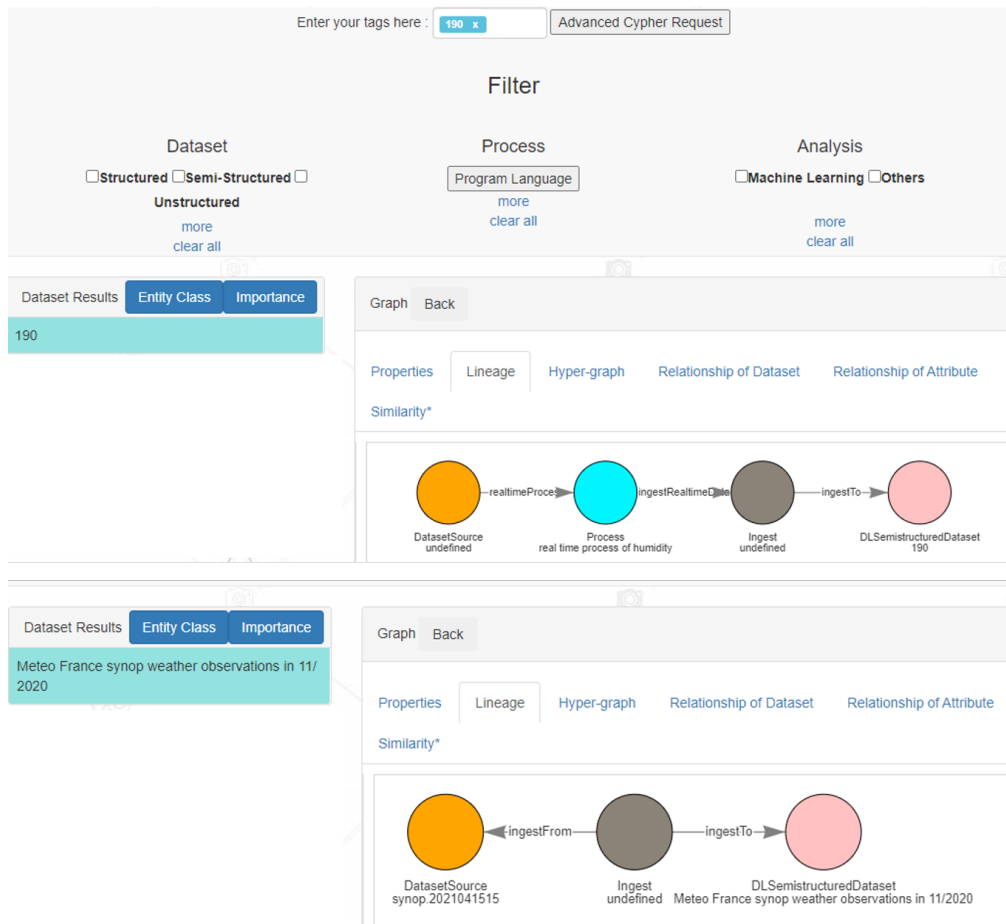 Enter your tags here : 190 x Advanced Cypher Request
Filter
Dataset Process Analysis
Structured Semi-Structured
Unstructured
more
clear all
Program Language
more
clear all
Machine Learning Others
more
clear all
Dataset Results Entity Class Importance
190
Graph Back
Properties Lineage Hyper-graph Relationship of Dataset Relationship of Attribute
Similarity*
realtimeProces ingestRealtimeData ingestTo
DatasetSource
undefined
Process
real time process of humidity
Ingest
undefined
DLSemistructuredDataset
190
Dataset Results Entity Class Importance
Meteo France synop weather observations in 11/
2020
Graph Back
Properties Lineage Hyper-graph Relationship of Dataset Relationship of Attribute
Similarity*
ingestFrom ingestTo
DatasetSource
synop.2021041515
Ingest
undefined
DLSemistructuredDataset
Meteo France synop weather observations in 11/2020